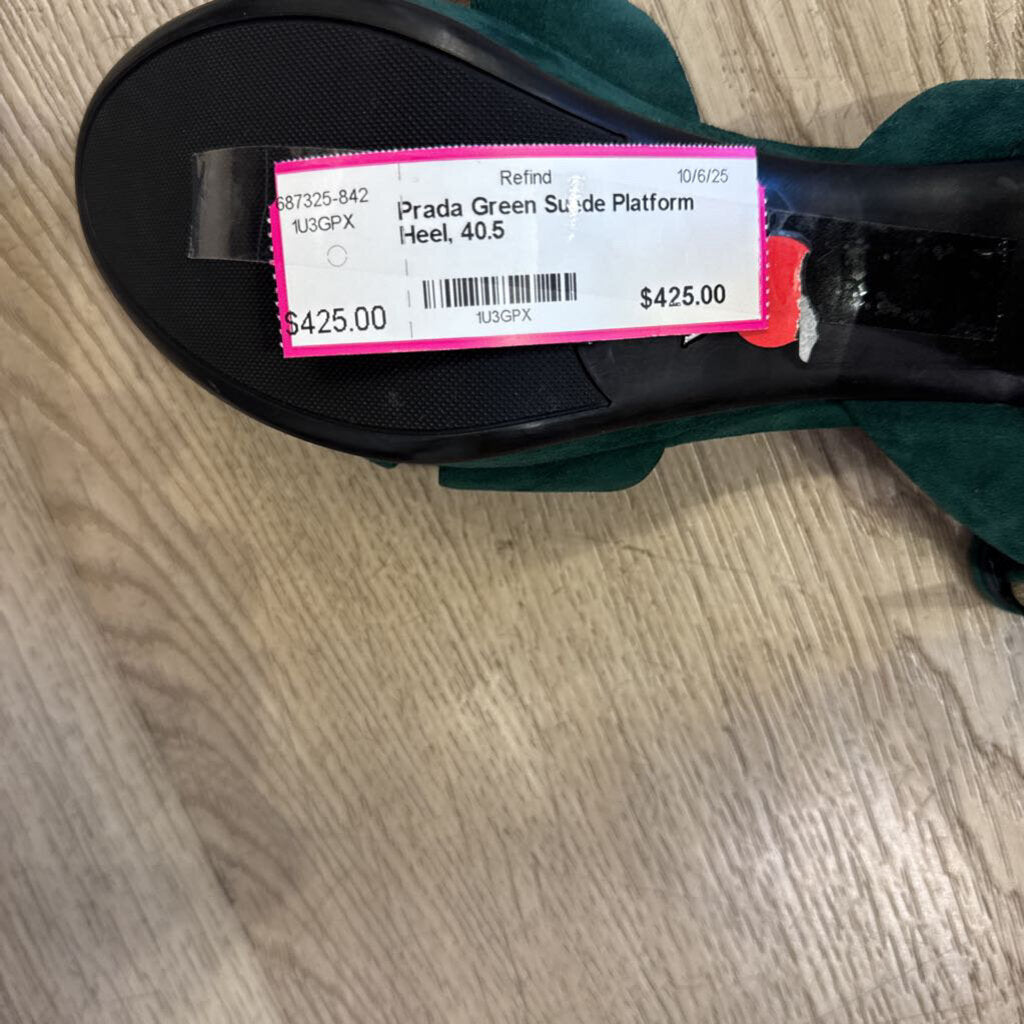 687325-842
1U3GPX
$425.00
Refind
10/6/25
Prada Green Suede Platform
Heel, 40.5
1U3GPX
$425.00